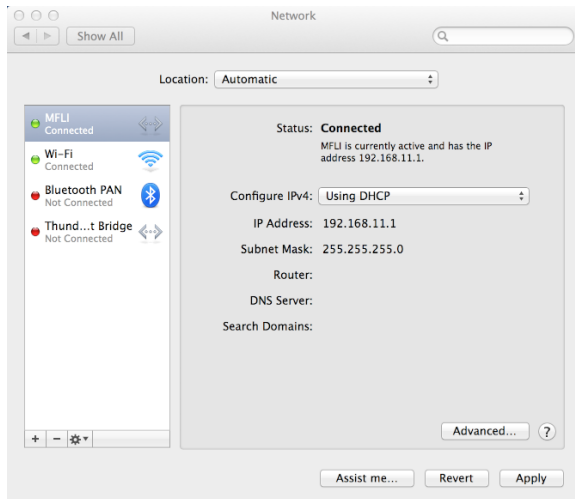 Network
Show All
Location: Automatic
MFLI
Connected
Wi-Fi
Connected
Bluetooth PAN
Not Connected
Thund...t Bridge
Not Connected
Status: Connected
MFLI is currently active and has the IP
address 192.168.11.1.
Configure IPv4: Using DHCP
IP Address: 192.168.11.1
Subnet Mask: 255.255.255.0
Router:
DNS Server:
Search Domains:
Advanced... ?
+ −
Assist me... Revert Apply